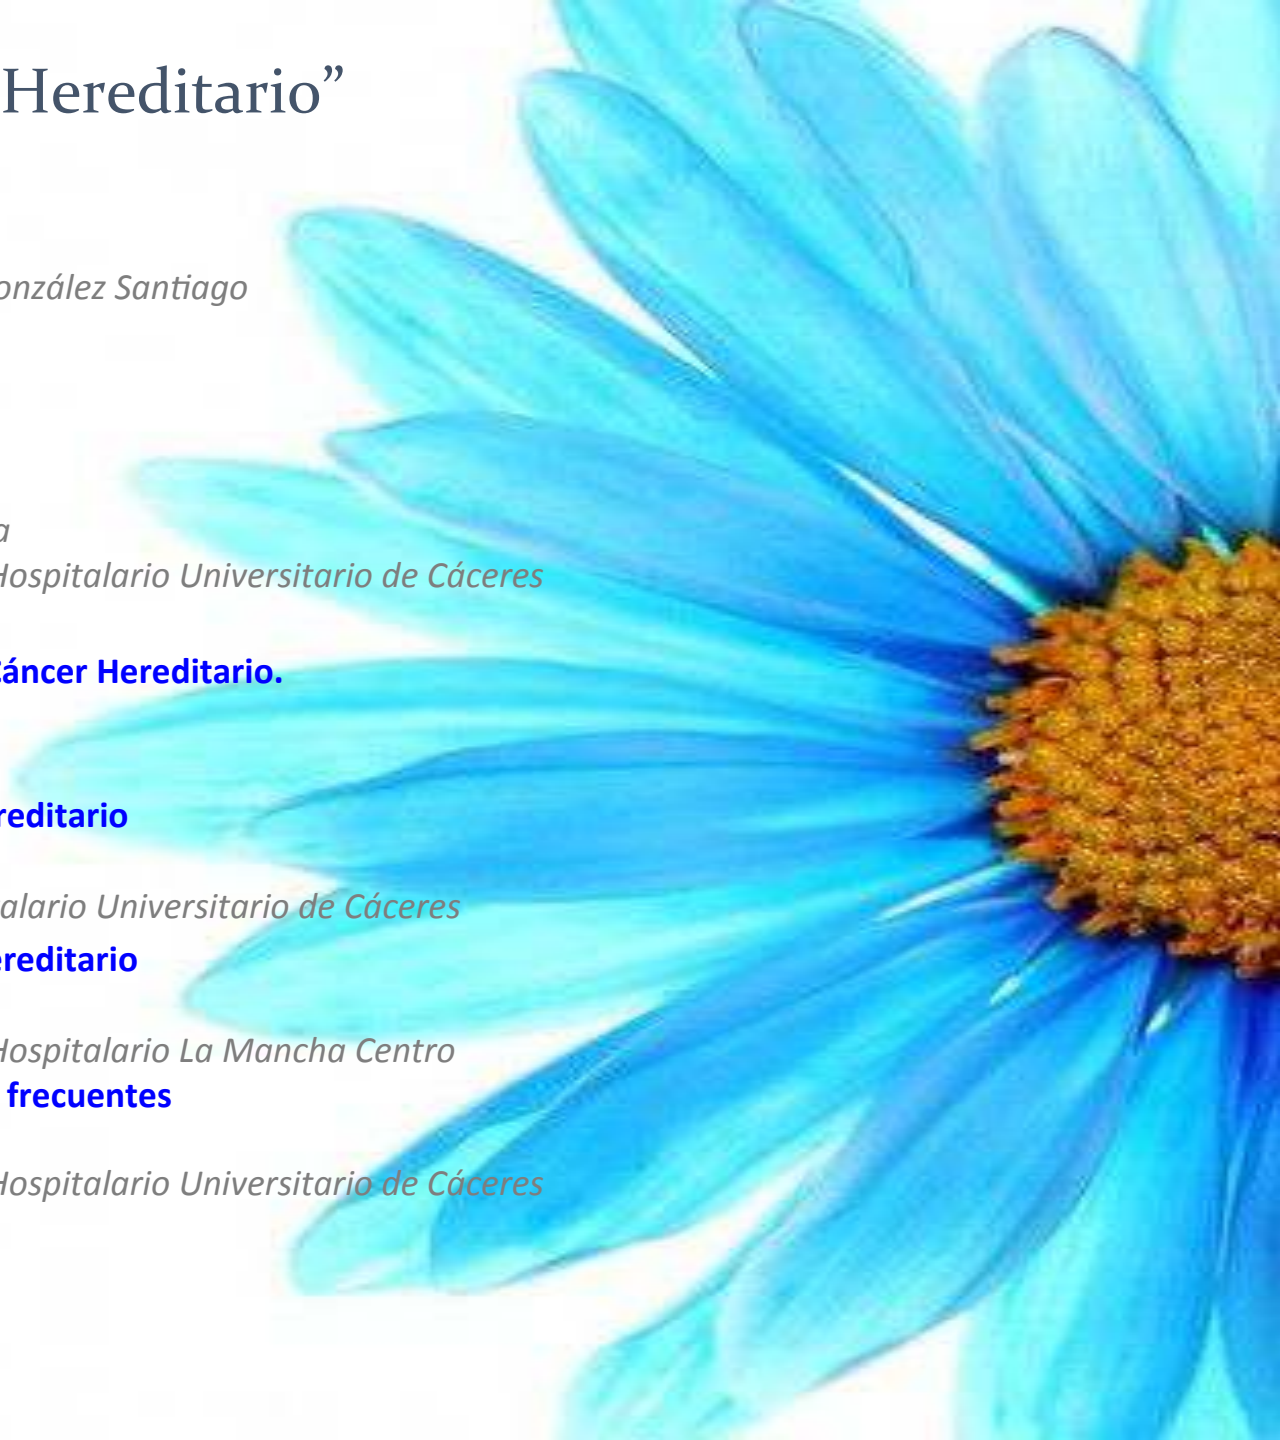 Hereditario”
onzález Santiago
a
Hospitalario Universitario de Cáceres
Cáncer Hereditario.
reditario
alario Universitario de Cáceres
ereditario
Hospitalario La Mancha Centro
frecuentes
Hospitalario Universitario de Cáceres